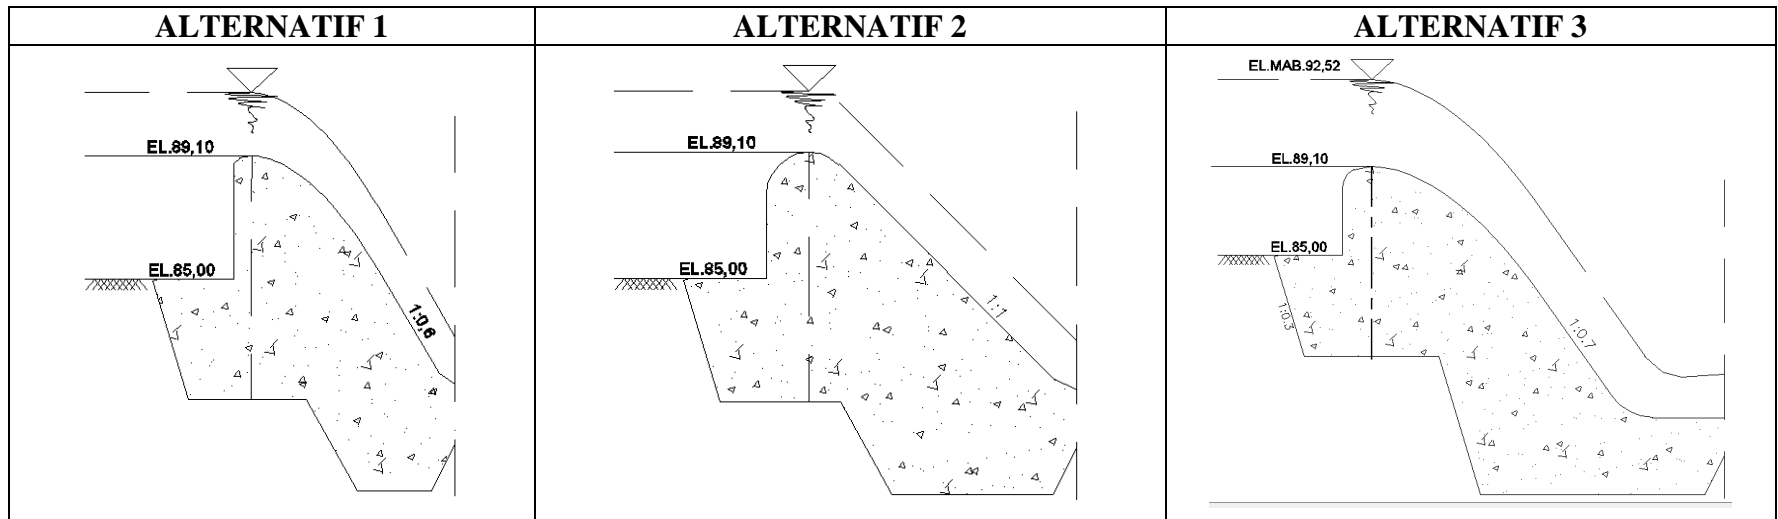 ALTERNATIF 1
ALTERNATIF 2
ALTERNATIF 3
EL.89,10
EL.85,00
1:0,6
EL.89,10
EL.85,00
1:1
EL.MAB.92,52
EL.89,10
EL.85,00
1:0.3
1:0.7